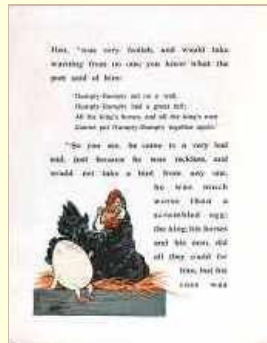 Hen, "was very foolish, and would take
warning from no one; you know what the
poet said of him:
Humpty-Dumpty sat on a wall,
Humpty-Dumpty had a great fall;
All the king's horses, and all the king's men
Cannot put Humpty-Dumpty together again.'
"So you see, he came to a very bad
end, just because he was reckless, and
would not take a hint from any one,
he was much
worse than a
scrambled egg;
the king, his horses
and his men, did
all they could for
him, but his
case was